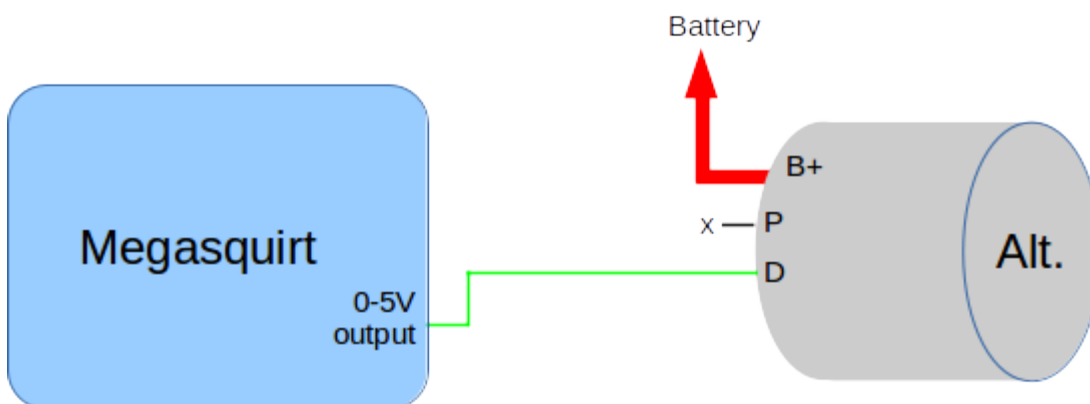 Battery
B+
Megasquirt
x
P
Alt.
D
0-5V
output